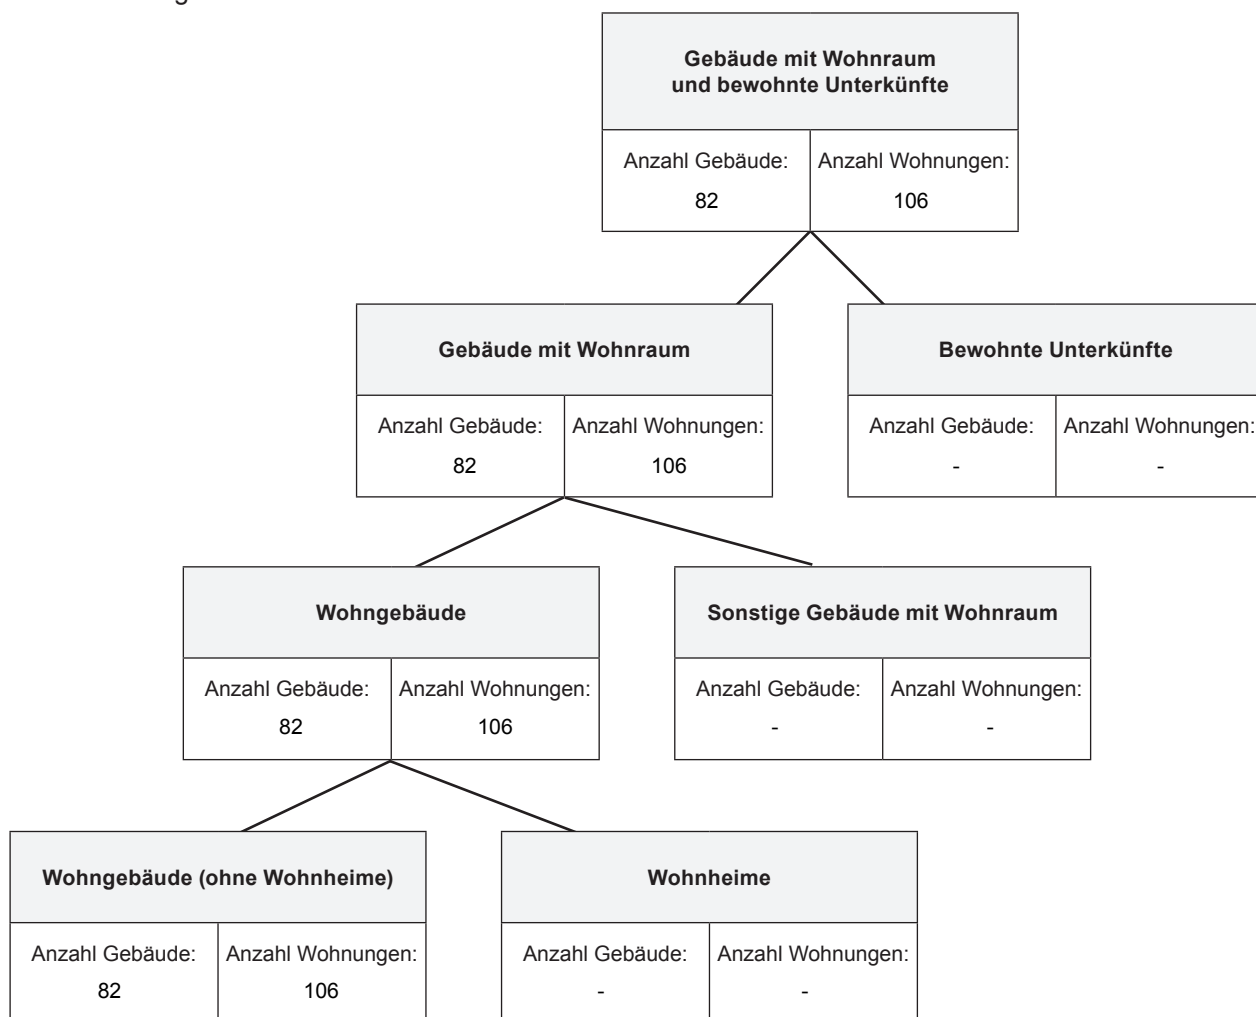 Gebäude mit Wohnraum
und bewohnte Unterkünfte
Anzahl Gebäude: Anzahl Wohnungen:
82 106
Gebäude mit Wohnraum Bewohnte Unterkünfte
Anzahl Gebäude: Anzahl Wohnungen: Anzahl Gebäude: Anzahl Wohnungen:
82 106 - -
Wohngebäude Sonstige Gebäude mit Wohnraum
Anzahl Gebäude: Anzahl Wohnungen: Anzahl Gebäude: Anzahl Wohnungen:
82 106 - -
Wohngebäude (ohne Wohnheime) Wohnheime
Anzahl Gebäude: Anzahl Wohnungen: Anzahl Gebäude: Anzahl Wohnungen:
82 106 - -